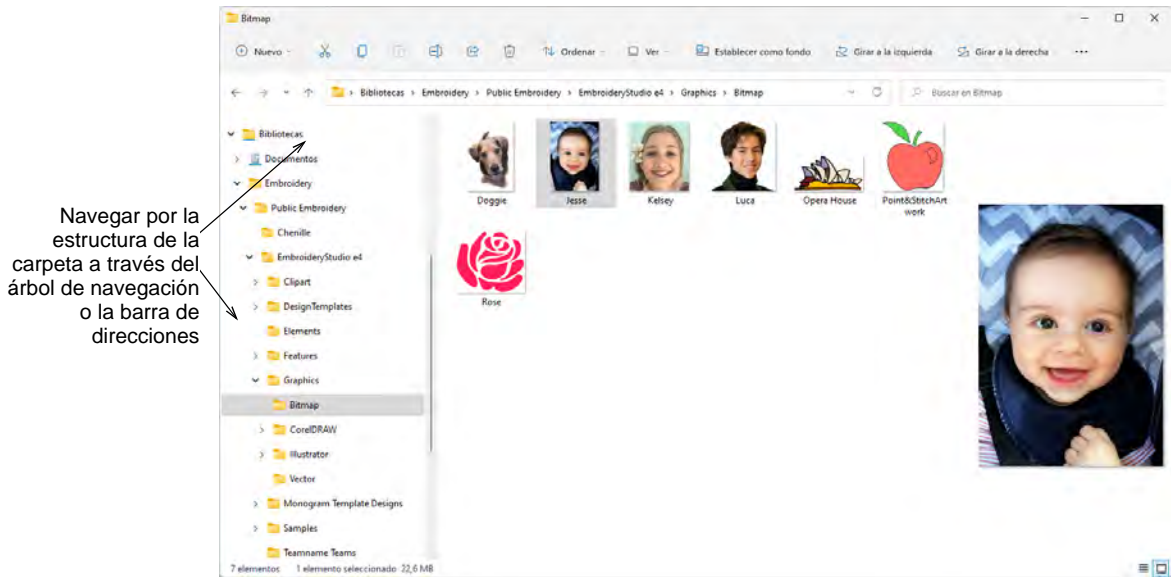 Bitmap
Nuevo
Ordenar
Ver
Establecer como fondo
Girar a la izquierda
Girar a la derecha
Bibliotecas > Embroidery > Public Embroidery > EmbroideryStudio e4 > Graphics > Bitmap
Buscar en Bitmap
Navegar por la
estructura de la
carpeta a través del
árbol de navegación
o la barra de
direcciones
Bibliotecas
Documentos
Embroidery
Public Embroidery
Chenille
EmbroideryStudio e4
Clipart
DesignTemplates
Elements
Features
Graphics
Bitmap
CorelDRAW
Illustrator
Vector
Monogram Template Designs
Samples
Teamname Teams
Doggie
Jesse
Kelsey
Luca
Opera House
Point&StitchArt
work
Rose
7 elementos
1 elemento seleccionado 22,6 MB